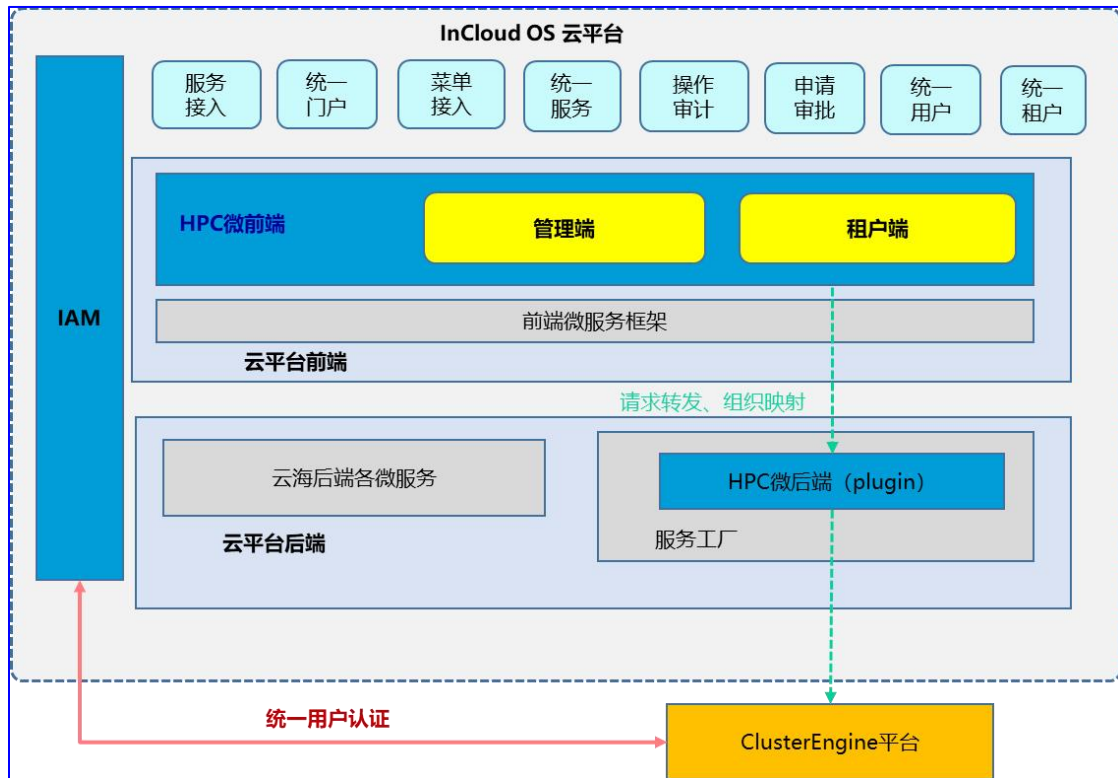 InCloud OS 云平台
服务
接入
统一
门户
菜单
接入
统一
服务
操作
审计
申请
审批
统一
用户
统一
租户
IAM
HPC微前端
管理端
租户端
前端微服务框架
云平台前端
请求转发、组织映射
云海后端各微服务
HPC微后端（plugin）
云平台后端
服务工厂
统一用户认证
ClusterEngine平台